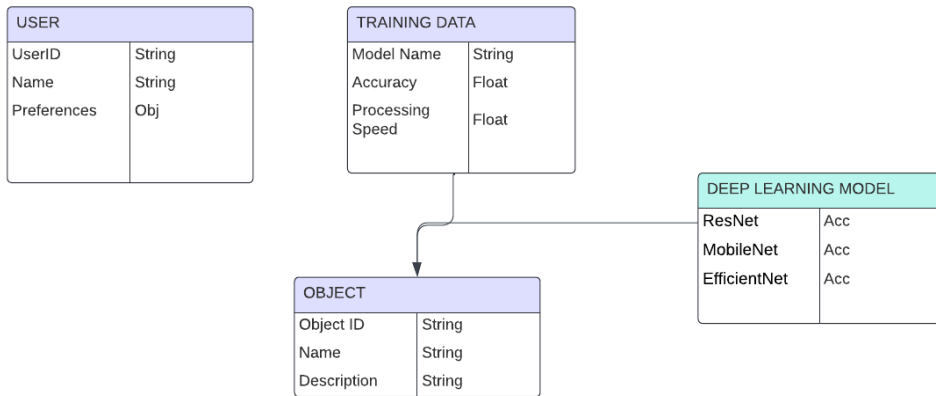 USER
UserID String
Name String
Preferences Obj
TRAINING DATA
Model Name String
Accuracy Float
Processing
Speed Float
DEEP LEARNING MODEL
ResNet Acc
MobileNet Acc
EfficientNet Acc
OBJECT
Object ID String
Name String
Description String